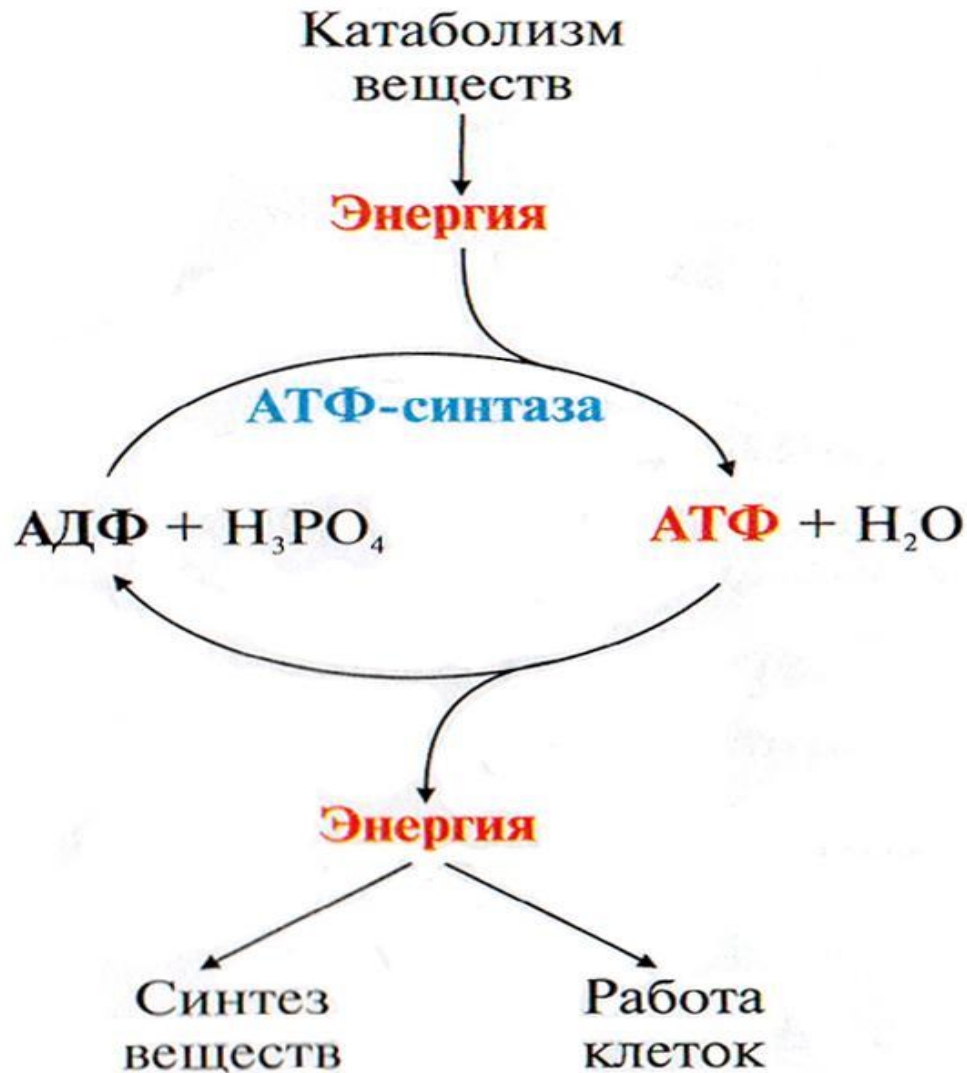 Катаболизм
веществ
Энергия
АТФ-синтаза
АДФ + H₃PO₄
АТФ + H₂O
Энергия
Синтез
веществ
Работа
клеток